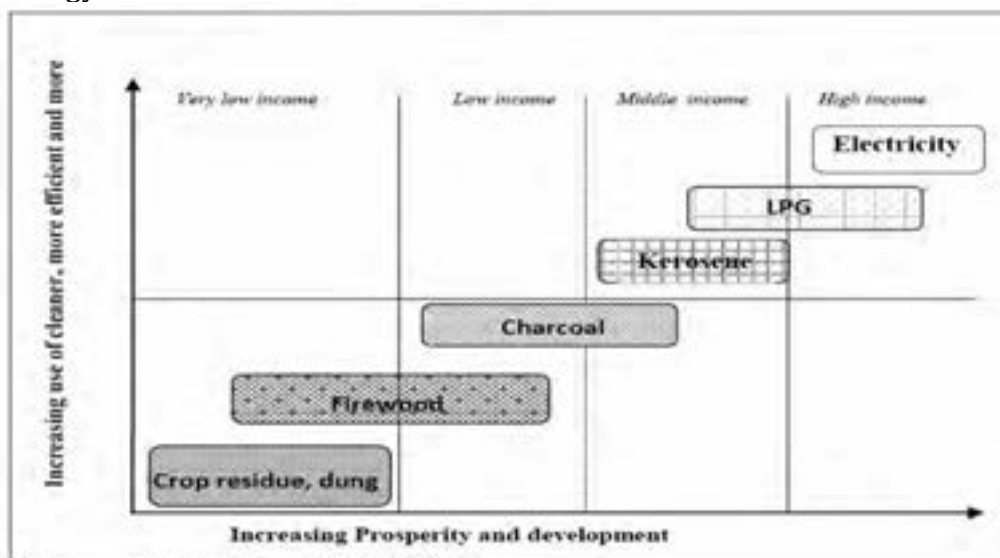 Increasing use of cleaner, more efficient and more
Very low income
Low income
Middle income
High income
Electricity
LPG
Kerosene
Charcoal
Firewood
Crop residue, dung
Increasing Prosperity and development